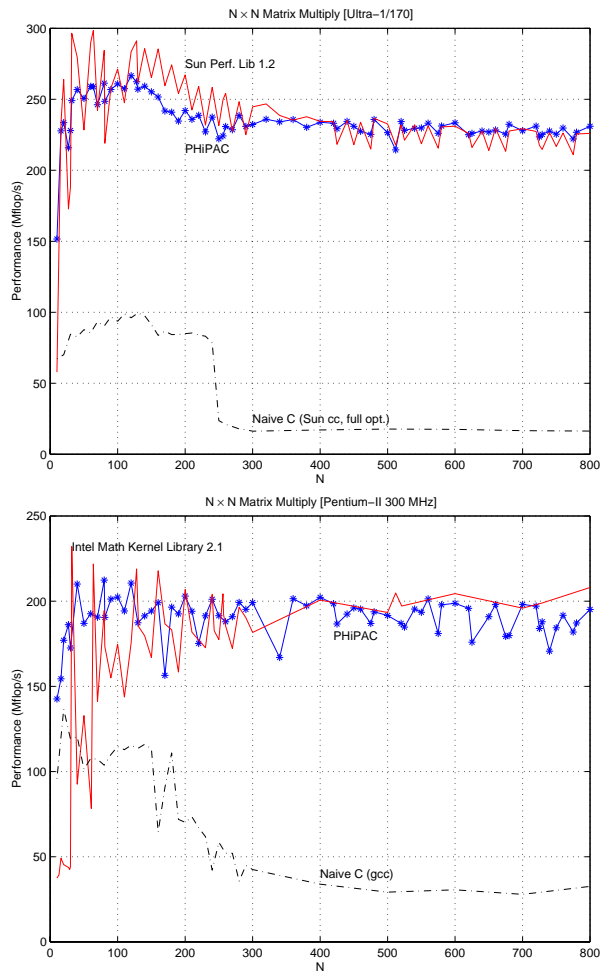 N × N Matrix Multiply [Ultra−1/170]
300
250
200
150
100
50
0
Performance (Mflop/s)
Sun Perf. Lib 1.2
PHiPAC
Naive C (Sun cc, full opt.)
0 100 200 300 400 500 600 700 800
N
N × N Matrix Multiply [Pentium−II 300 MHz]
250
200
150
100
50
0
Performance (Mflop/s)
Intel Math Kernel Library 2.1
PHiPAC
Naive C (gcc)
0 100 200 300 400 500 600 700 800
N